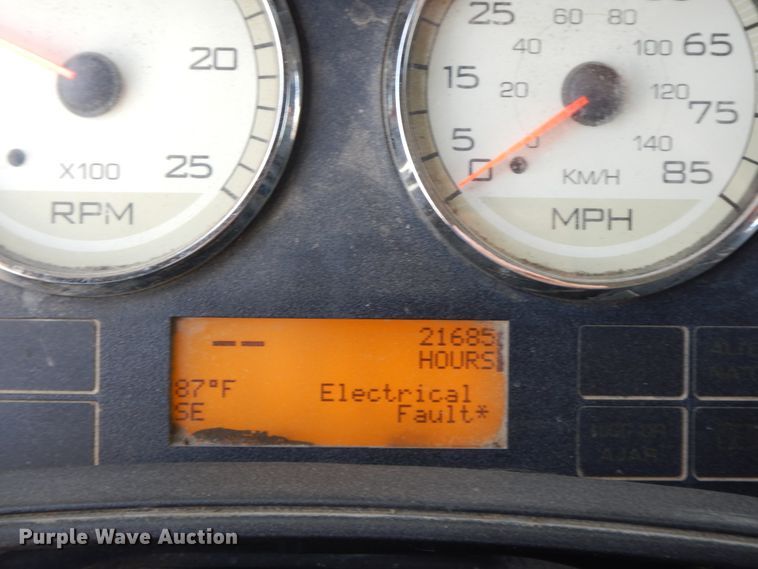 20
25
X100
RPM
25
60 80
40 100 65
15
20 120
75
5
0 0 140
KM/H 85
MPH
-- 21685
HOURS
87°F Electrical
SE Fault*
AJAR
Purple Wave Auction